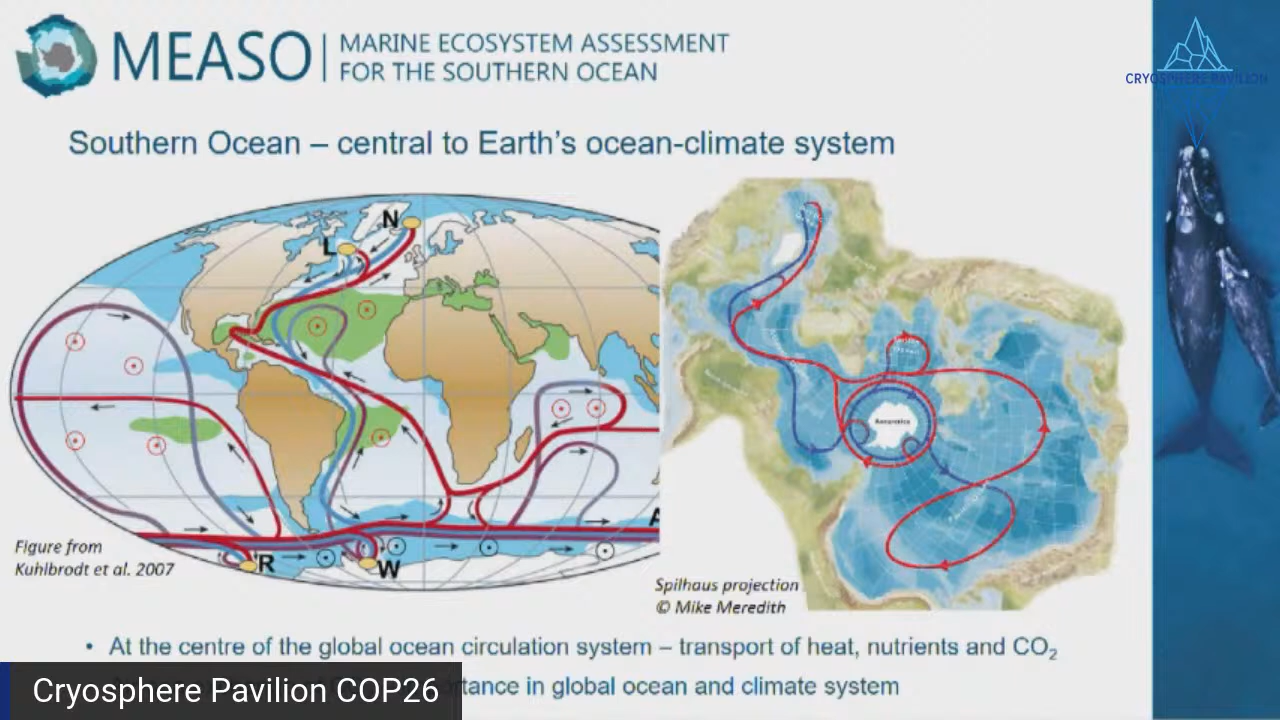 MEASO
MARINE ECOSYSTEM ASSESSMENT
FOR THE SOUTHERN OCEAN
CRYOSPHERE PAVILION
Southern Ocean – central to Earth's ocean-climate system
N
L
R
W
A
Antarctica
Figure from
Kuhlbrodt et al. 2007
Spilhaus projection
© Mike Meredith
• At the centre of the global ocean circulation system – transport of heat, nutrients and CO₂
in global ocean and climate system
Cryosphere Pavilion COP26